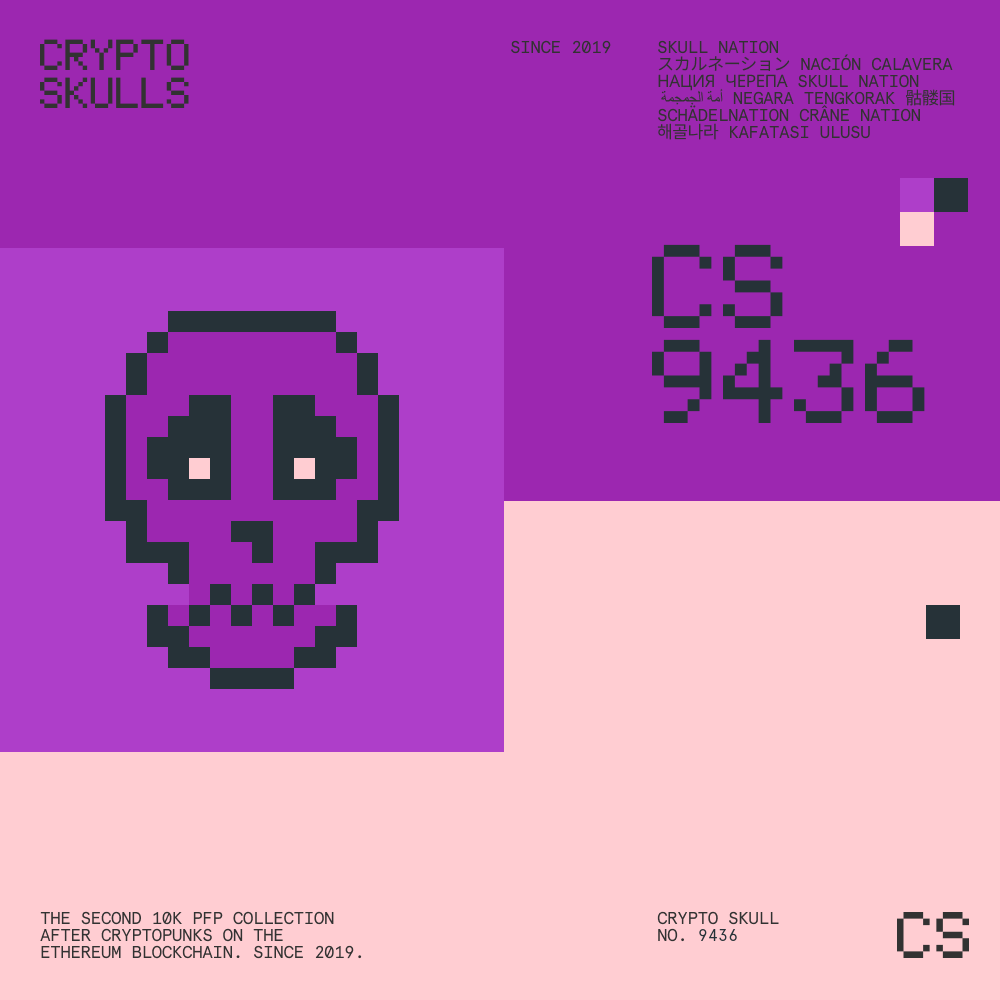 CRYPTO
SKULLS
SINCE 2019
SKULL NATION
スカルネーション NACIÓN CALAVERA
НАЦИЯ ЧЕРЕПА SKULL NATION
أمة الجمجمة NEGARA TENGKORAK 骷髅国
SCHÄDELNATION CRÂNE NATION
해골나라 KAFATASI ULUSU
CS
9436
THE SECOND 10K PFP COLLECTION
AFTER CRYPTOPUNKS ON THE
ETHEREUM BLOCKCHAIN. SINCE 2019.
CRYPTO SKULL
NO. 9436
CS